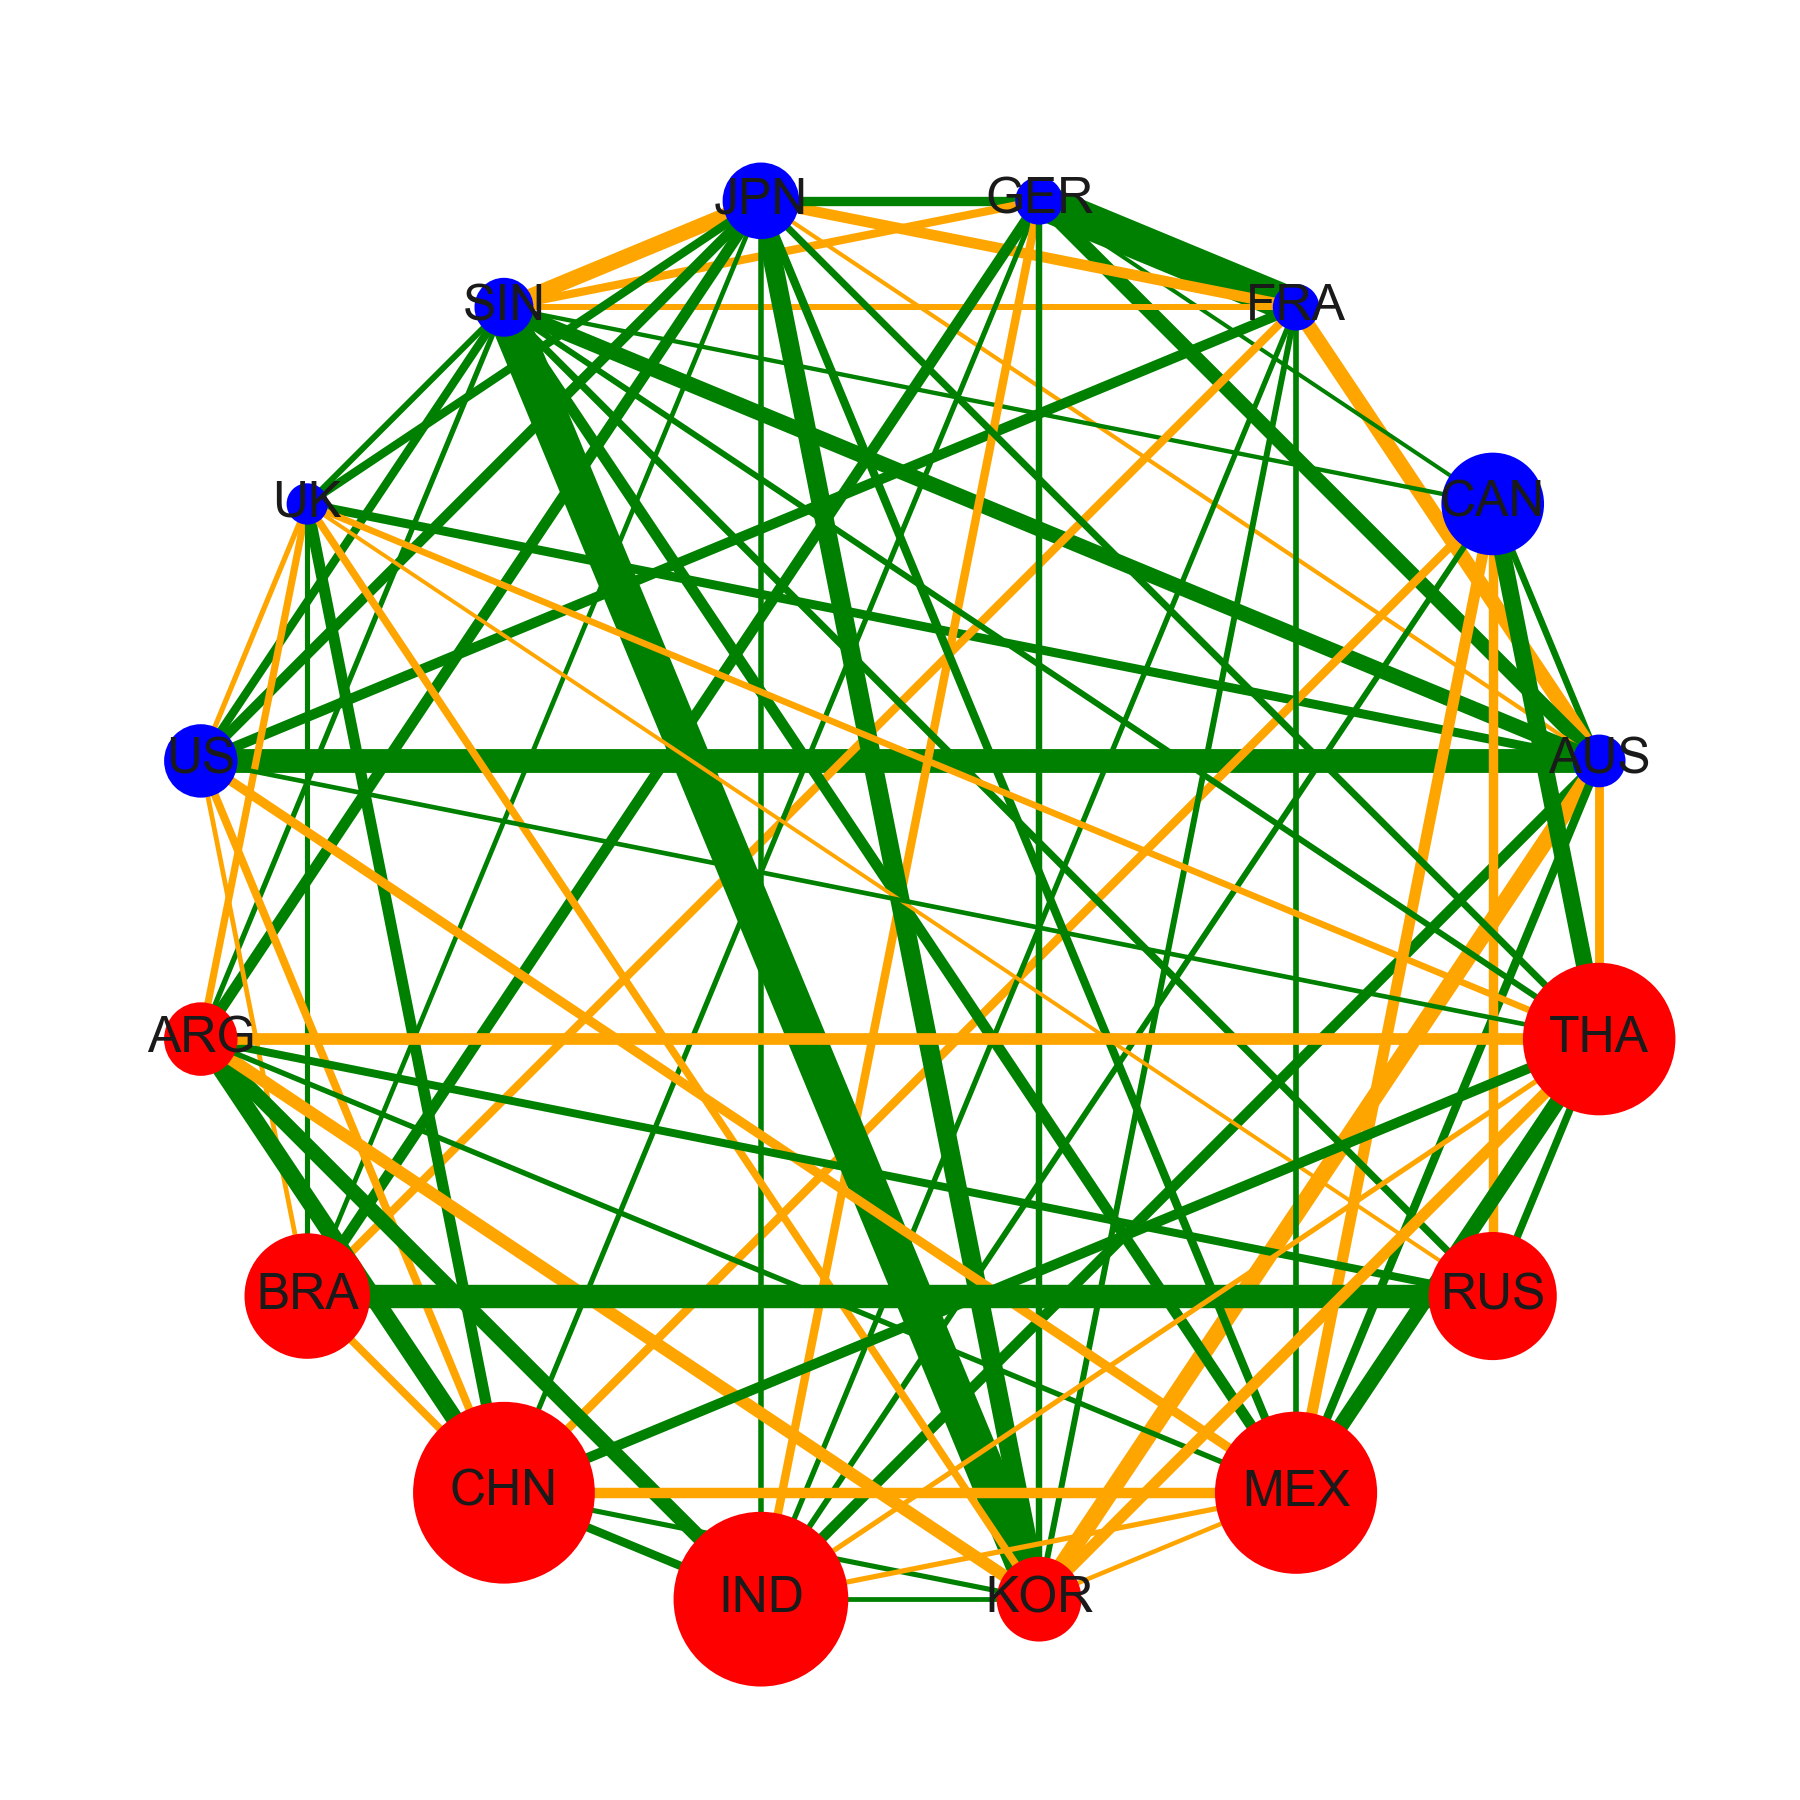 JPN
GER
SIN
FRA
UK
CAN
US
AUS
ARG
THA
BRA
RUS
CHN
MEX
IND
KOR